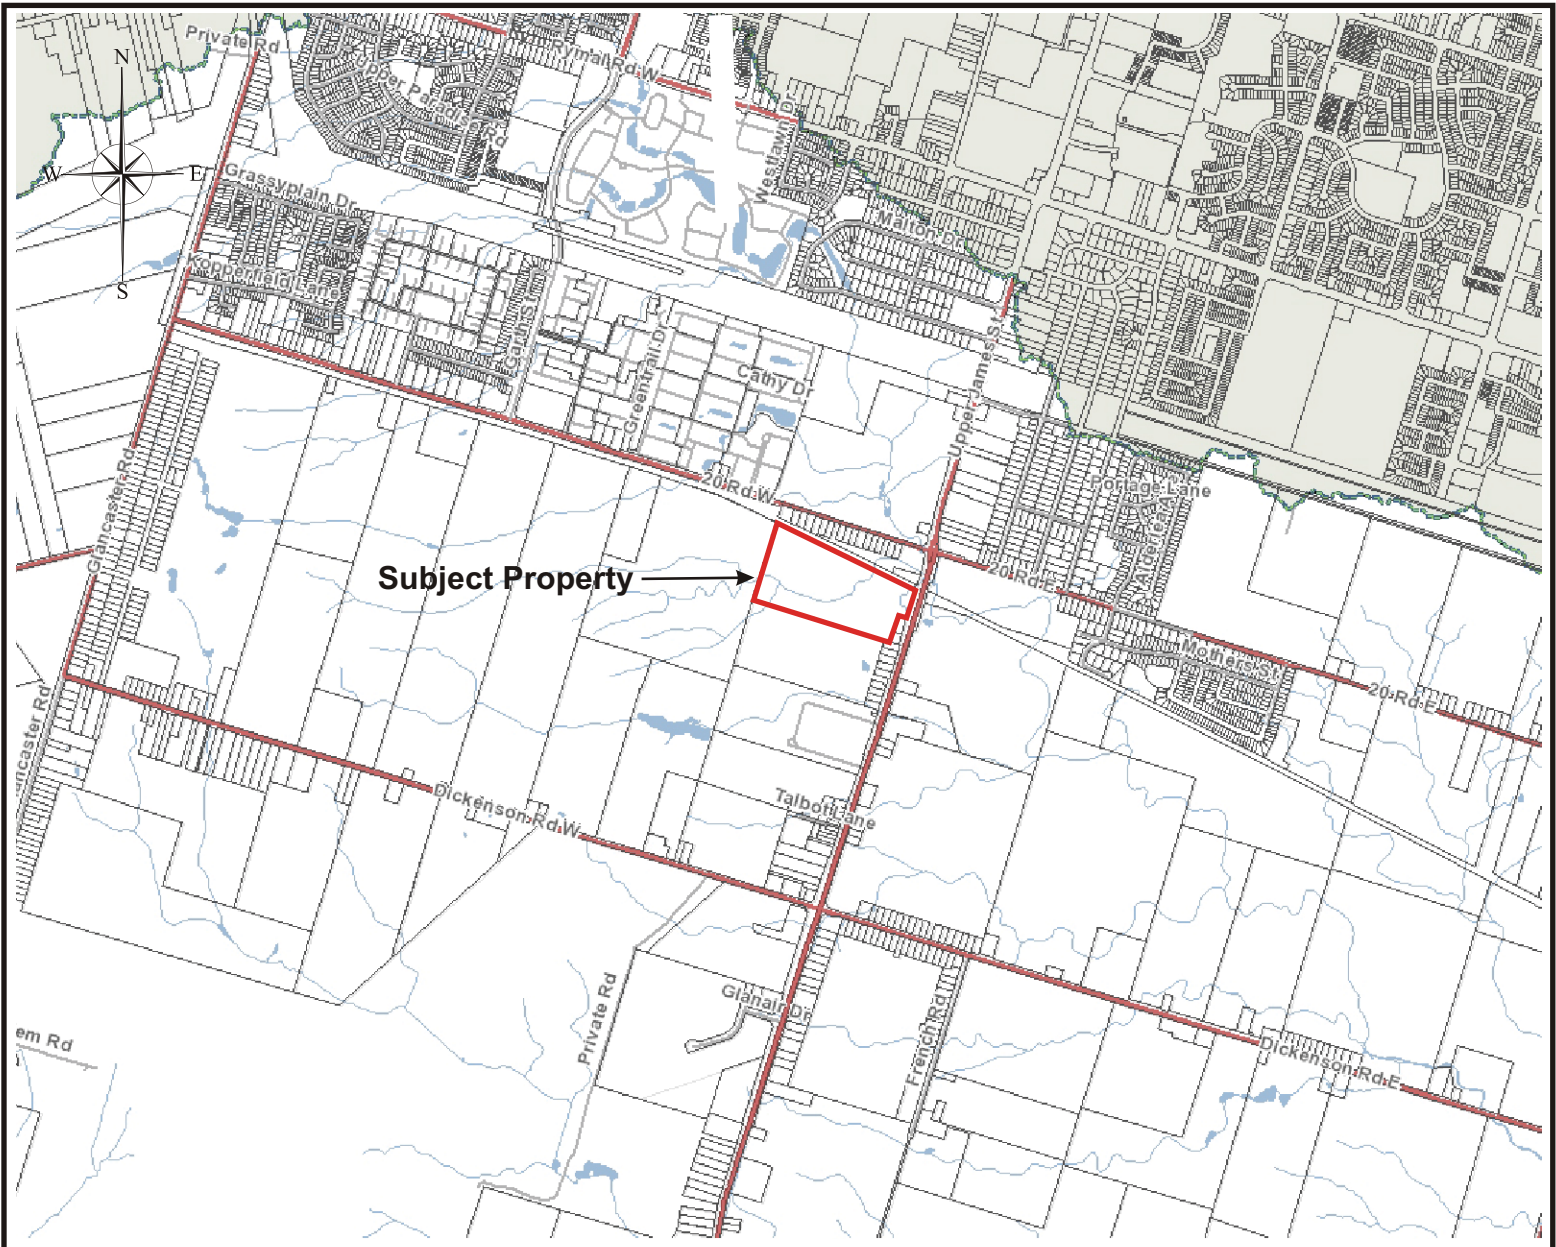 Private Rd
Rymal Rd W
N
Upper Paradise Rd
Westlawn Dr
W
E
Grassyplain Dr
Malton Dr
Kopperfield Lane
S
Garth St
Upper James St
Greentrail Dr
Cathy Dr
Glancaster Rd
20 Rd W
Portage Lane
Subject Property
20 Rd E
Mothers St
20 Rd E
ancaster Rd
Dickenson Rd W
Talbot Lane
Private Rd
Glanair Dr
French Rd
em Rd
Dickenson Rd E